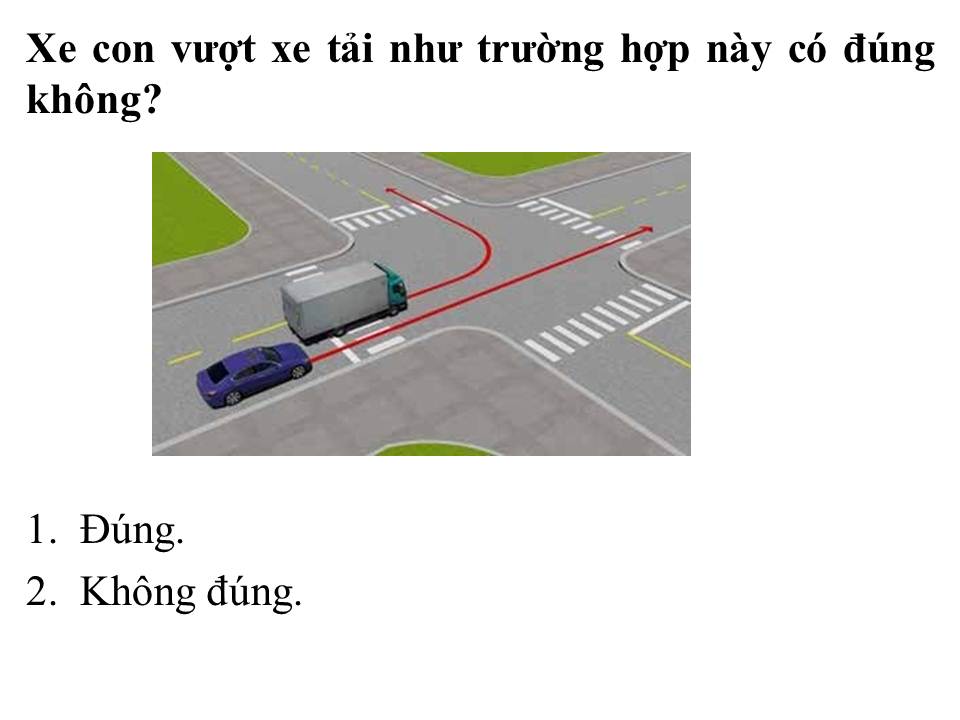 Xe con vượt xe tải như trường hợp này có đúng
không?
1. Đúng.
2. Không đúng.